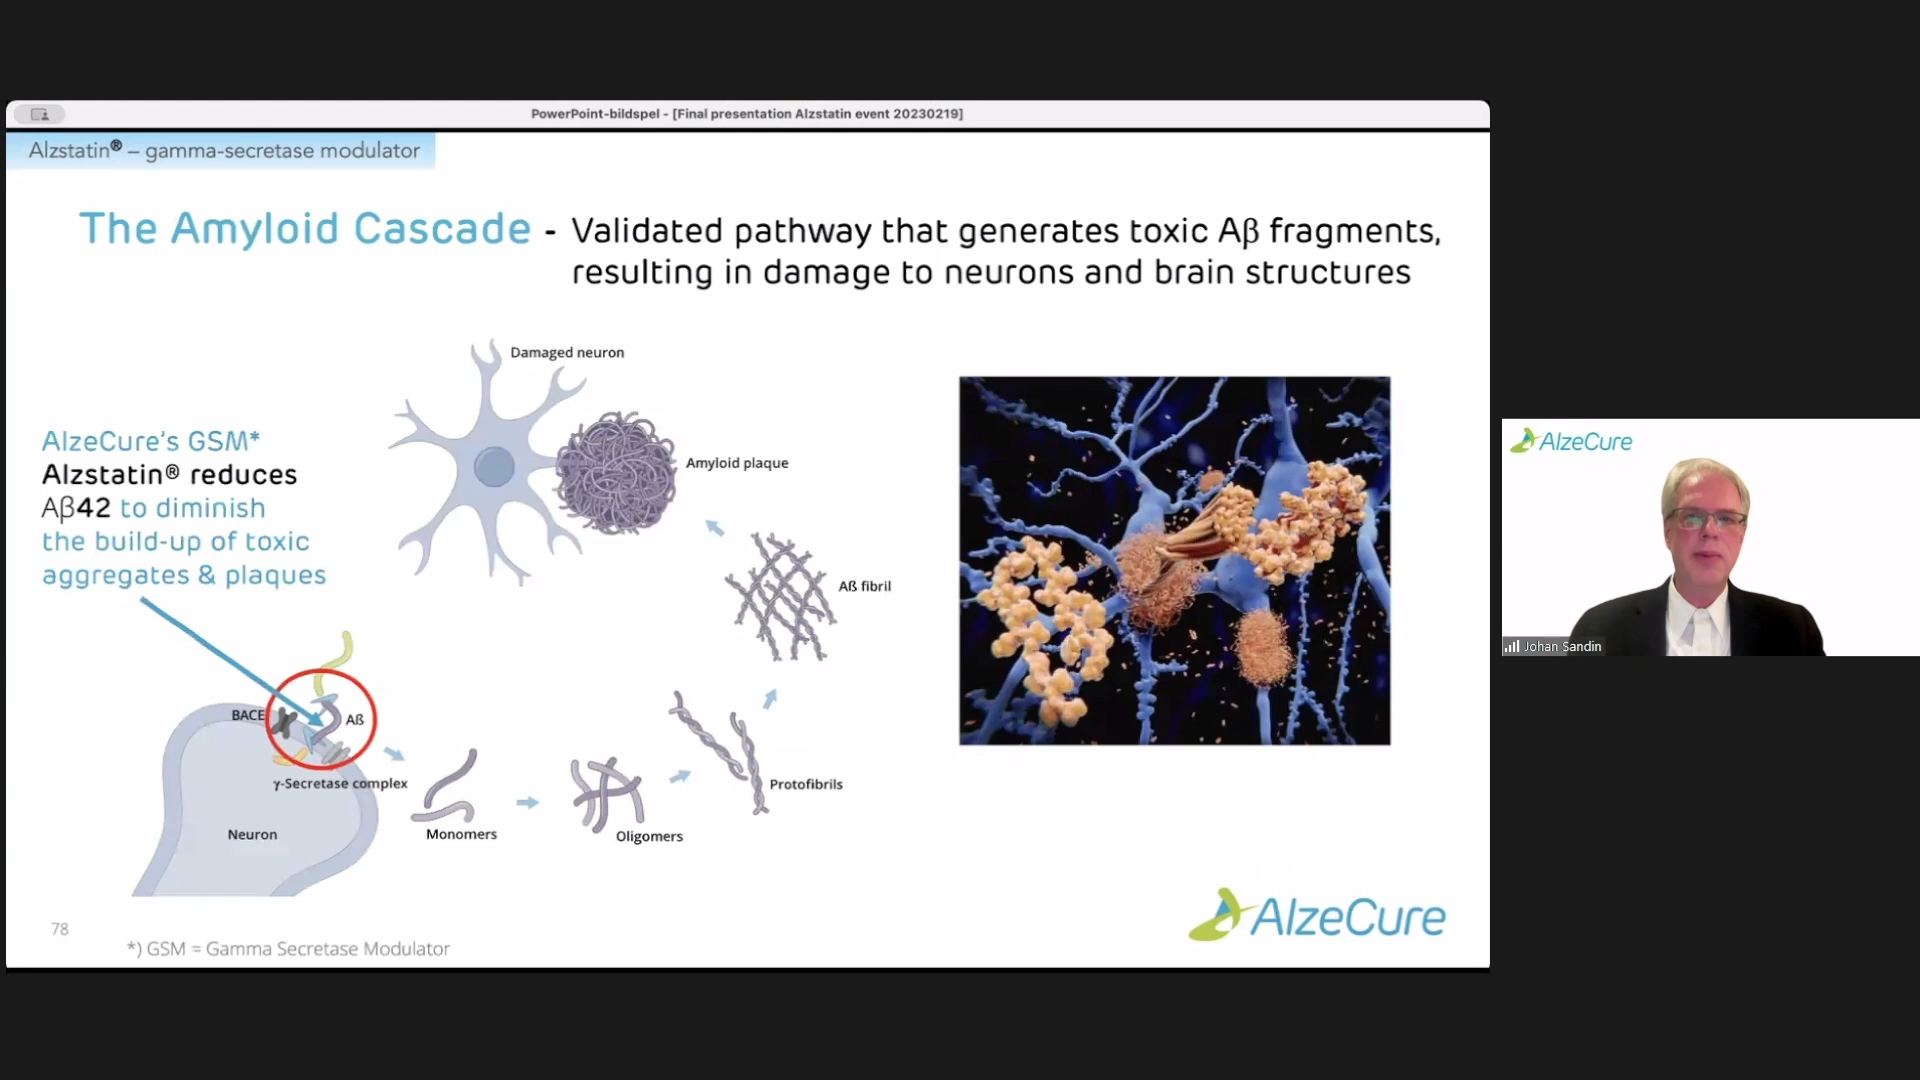 PowerPoint-bildspel - [Final presentation Alzstatin event 20230219]
Alzstatin® – gamma-secretase modulator
The Amyloid Cascade - Validated pathway that generates toxic Aβ fragments,
resulting in damage to neurons and brain structures
Damaged neuron
AlzeCure's GSM*
Alzstatin® reduces
Aβ42 to diminish
the build-up of toxic
aggregates & plaques
Amyloid plaque
Aß fibril
BACE
Aß
γ-Secretase complex
Neuron
Monomers
Oligomers
Protofibrils
78
*) GSM = Gamma Secretase Modulator
AlzeCure
AlzeCure
Johan Sandin